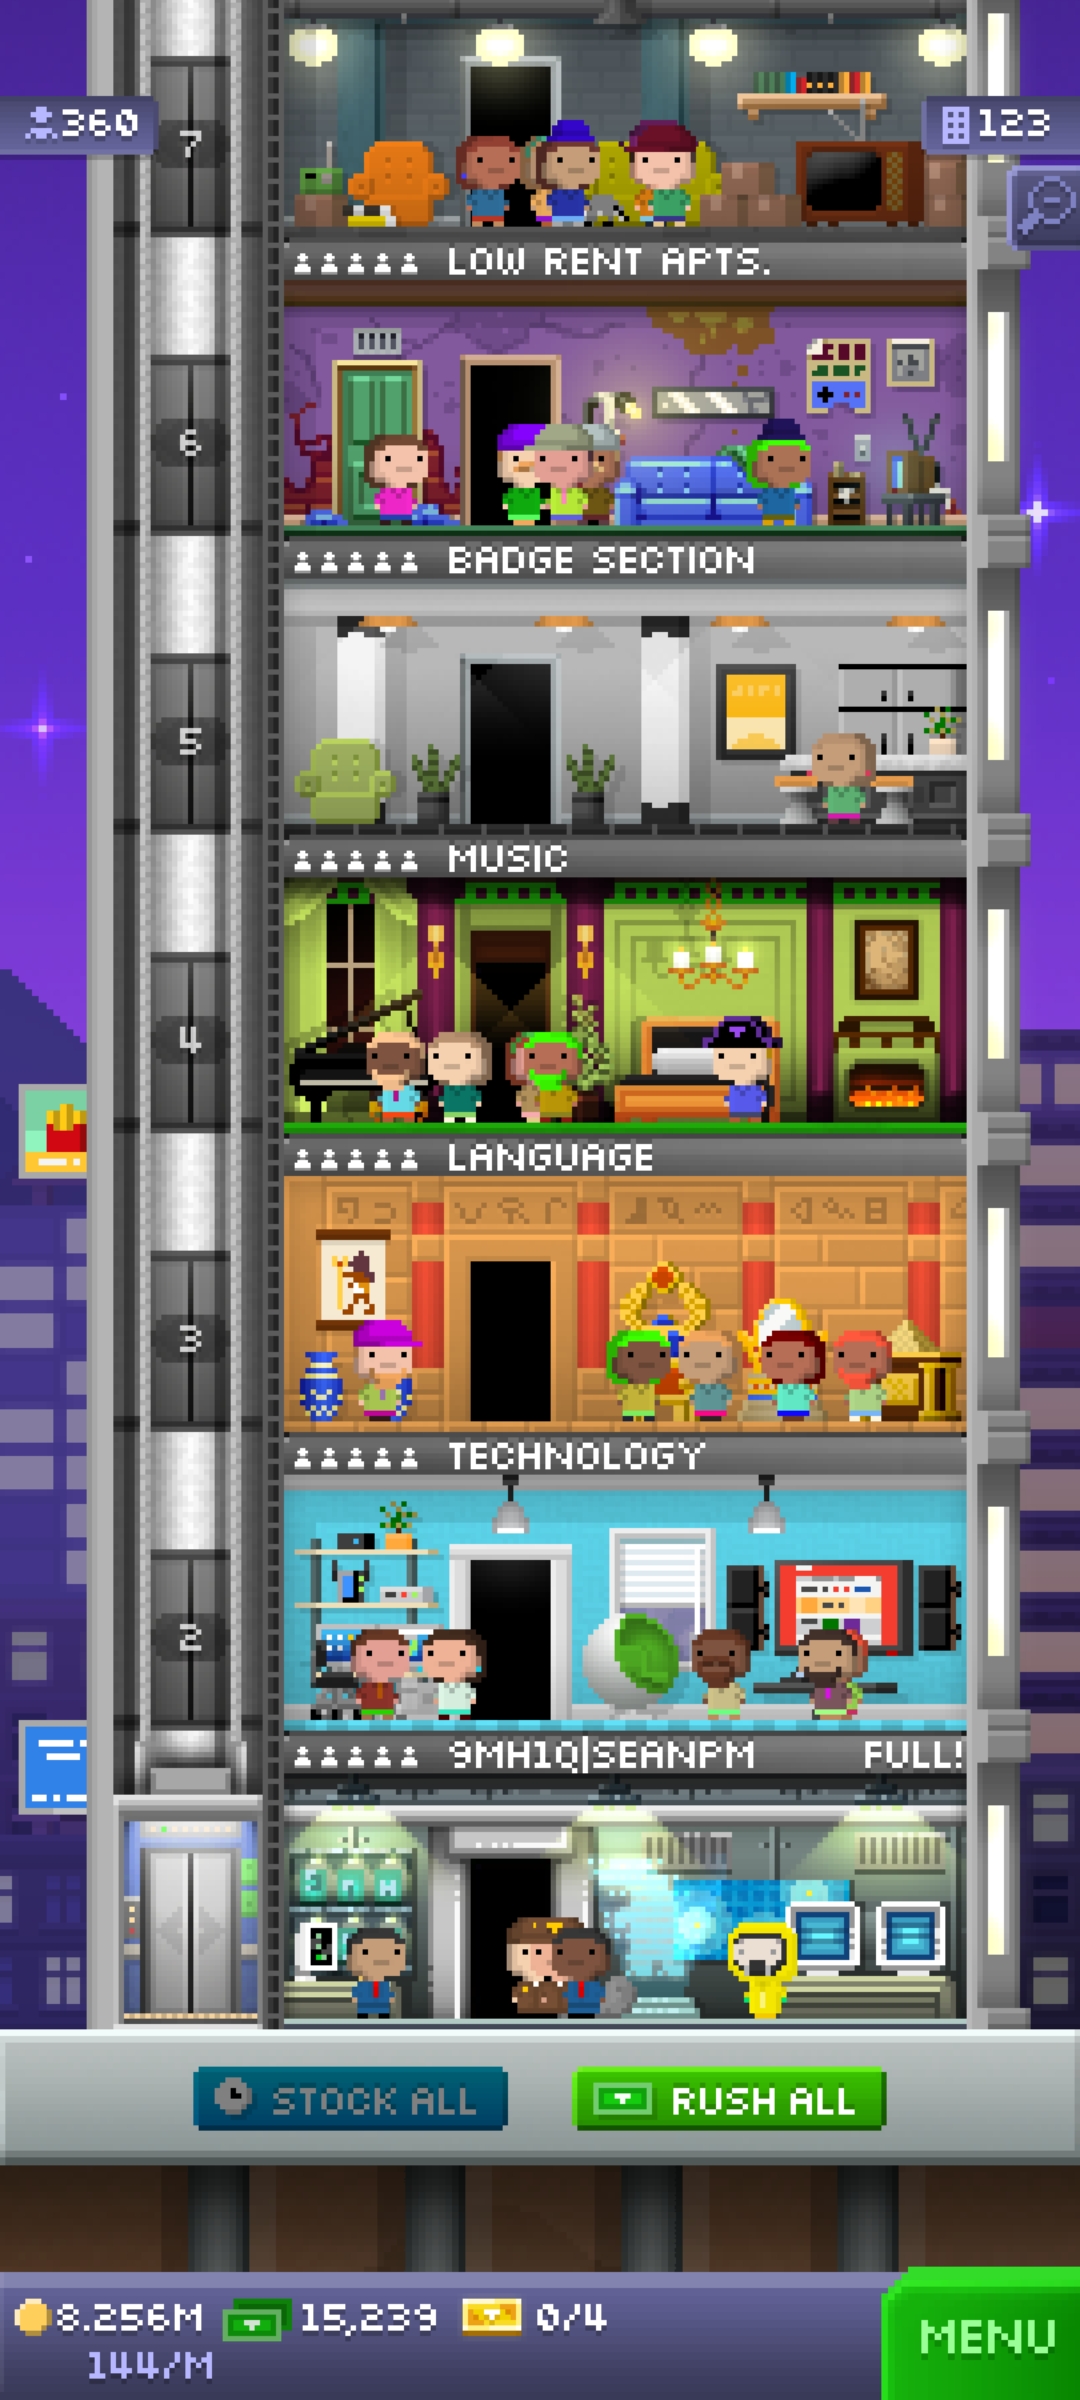 360
123
7
LOW RENT APTS.
6
BADGE SECTION
5
MUSIC
4
LANGUAGE
3
TECHNOLOGY
2
9MH1Q|SEANPM FULL!
STOCK ALL
RUSH ALL
8.256M 15,239 0/4
144/M
MENU